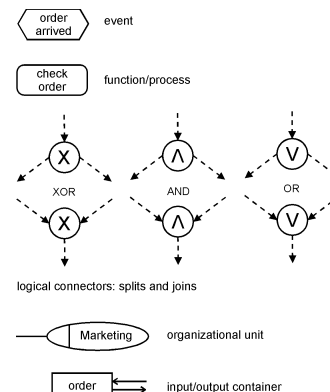 order
arrived
event
check
order
function/process
X Λ V
XOR AND OR
X Λ V
logical connectors: splits and joins
Marketing organizational unit
order input/output container